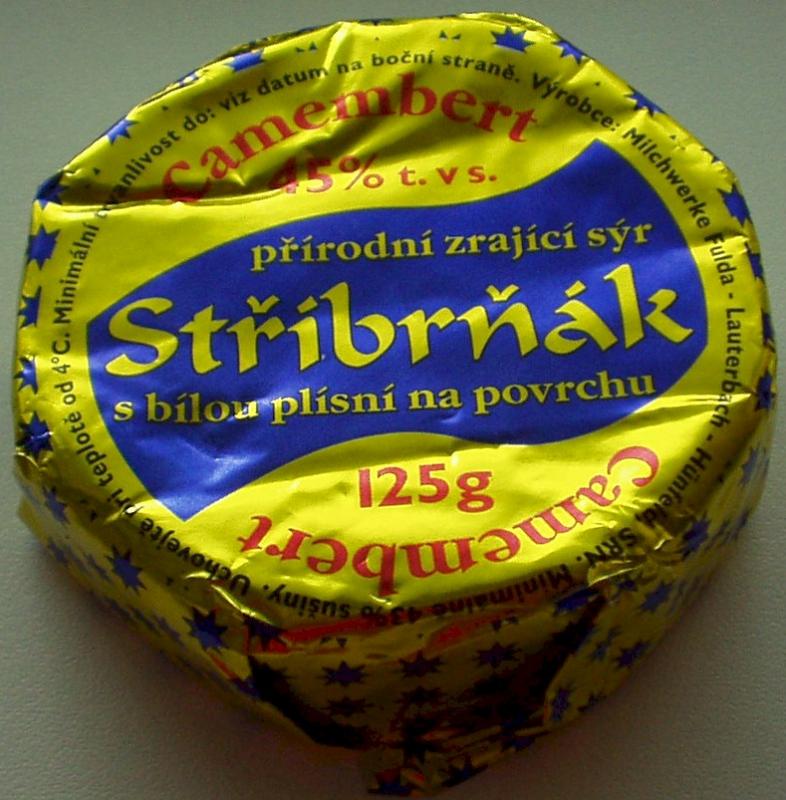 Camembert
45% t. v s.
přírodní zrající sýr
Stříbrňák
s bílou plísní na povrchu
125g
Camembert
Minimálně 43% sušiny. Uchovejte při teplotě od 4°C. Minimální trvanlivost do: viz datum na boční straně. Výrobce: Milchwerke Fulda - Lauterbach - Hünfeld, SRN.